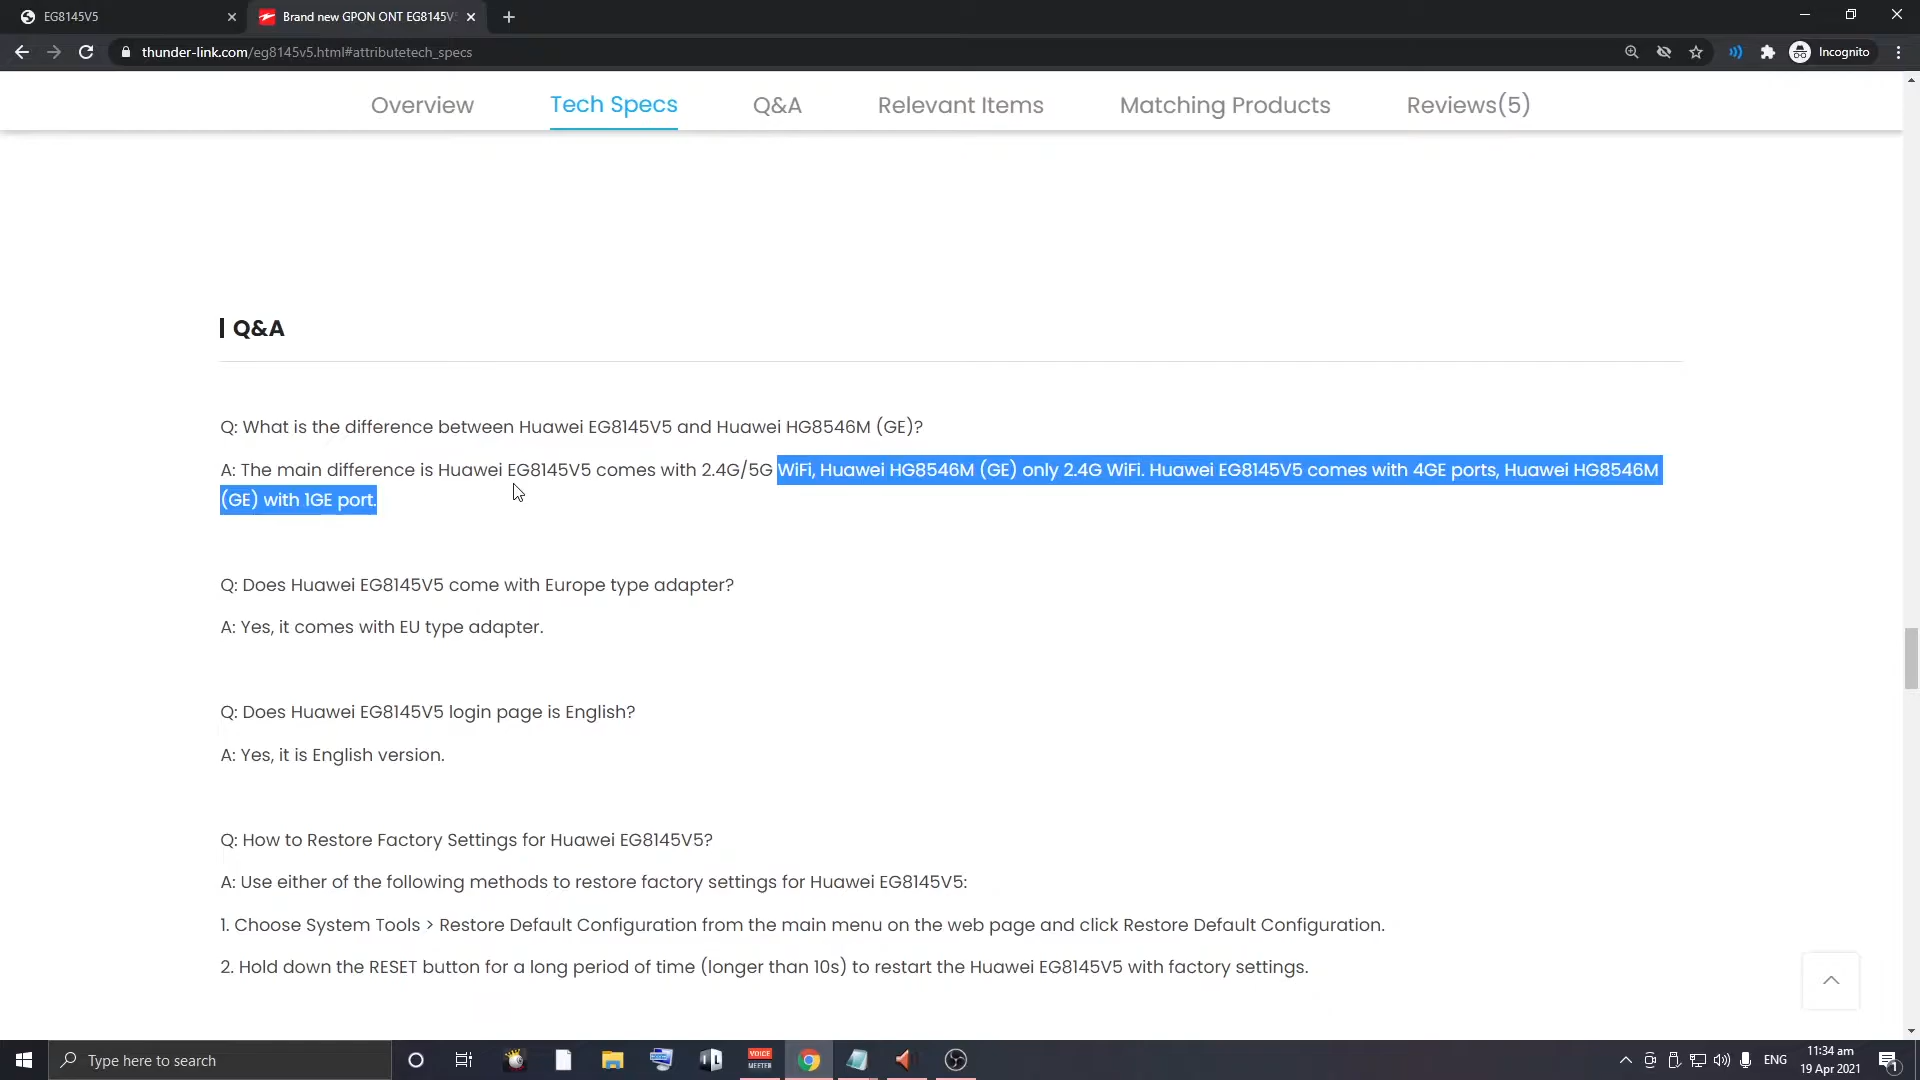 EG8145V5
Brand new GPON ONT EG8145V5
thunder-link.com/eg8145v5.html#attributetech_specs
Incognito
Overview
Tech Specs
Q&A
Relevant Items
Matching Products
Reviews(5)
Q&A
Q: What is the difference between Huawei EG8145V5 and Huawei HG8546M (GE)?
A: The main difference is Huawei EG8145V5 comes with 2.4G/5G WiFi, Huawei HG8546M (GE) only 2.4G WiFi. Huawei EG8145V5 comes with 4GE ports, Huawei HG8546M
(GE) with 1GE port.
Q: Does Huawei EG8145V5 come with Europe type adapter?
A: Yes, it comes with EU type adapter.
Q: Does Huawei EG8145V5 login page is English?
A: Yes, it is English version.
Q: How to Restore Factory Settings for Huawei EG8145V5?
A: Use either of the following methods to restore factory settings for Huawei EG8145V5:
1. Choose System Tools > Restore Default Configuration from the main menu on the web page and click Restore Default Configuration.
2. Hold down the RESET button for a long period of time (longer than 10s) to restart the Huawei EG8145V5 with factory settings.
Type here to search
VOICE
MEETER
ENG
11:34 am
19 Apr 2021
1